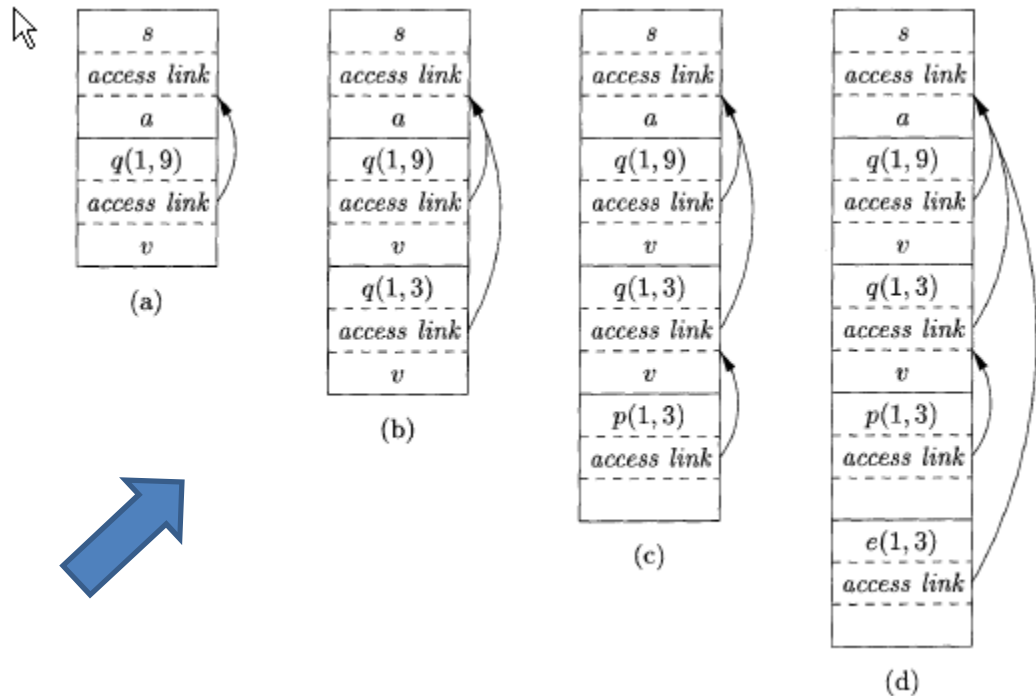 s
access link
a
q(1, 9)
access link
v
(a)
s
access link
a
q(1, 9)
access link
v
q(1, 3)
access link
v
(b)
s
access link
a
q(1, 9)
access link
v
q(1, 3)
access link
v
p(1, 3)
access link
(c)
s
access link
a
q(1, 9)
access link
v
q(1, 3)
access link
v
p(1, 3)
access link
e(1, 3)
access link
(d)